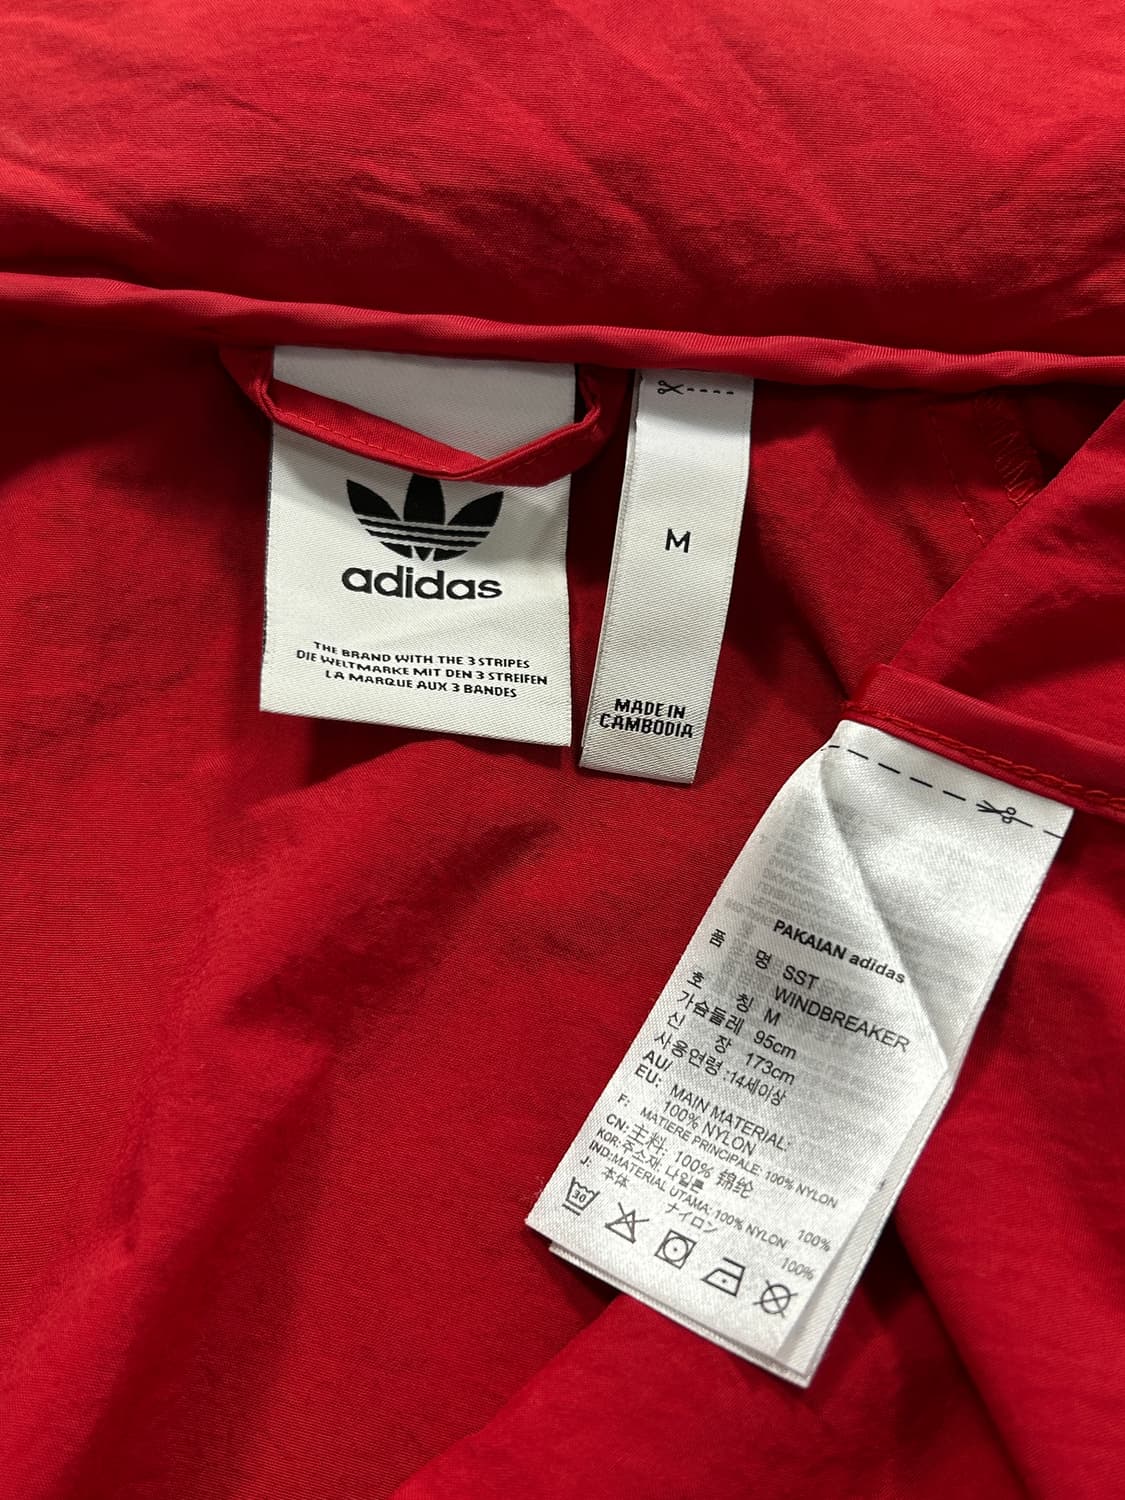 adidas
THE BRAND WITH THE 3 STRIPES
DIE WELTMARKE MIT DEN 3 STREIFEN
LA MARQUE AUX 3 BANDES
M
MADE IN
CAMBODIA
PAKAIAN adidas
품 명 SST
WINDBREAKER
호 칭 M
가슴둘레 95cm
신 장 173cm
사용연령 :14세이상
AU/
EU: MAIN MATERIAL:
100% NYLON
F: MATIERE PRINCIPALE: 100% NYLON
CN: 主料: 100% 锦纶
KOR:주소재: 나일론 100%
IND:MATERIAL UTAMA: 100% NYLON
J: 本体 ナイロン 100%
30